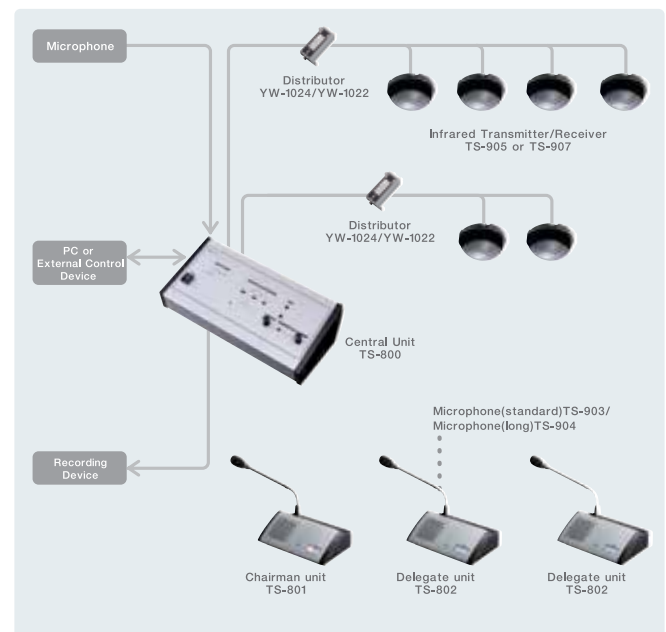 Microphone
Distributor
YW-1024/YW-1022
Infrared Transmitter/Receiver
TS-905 or TS-907
Distributor
YW-1024/YW-1022
PC or
External Control
Device
Central Unit
TS-800
Microphone(standard)TS-903/
Microphone(long)TS-904
Recording
Device
Chairman unit
TS-801
Delegate unit
TS-802
Delegate unit
TS-802